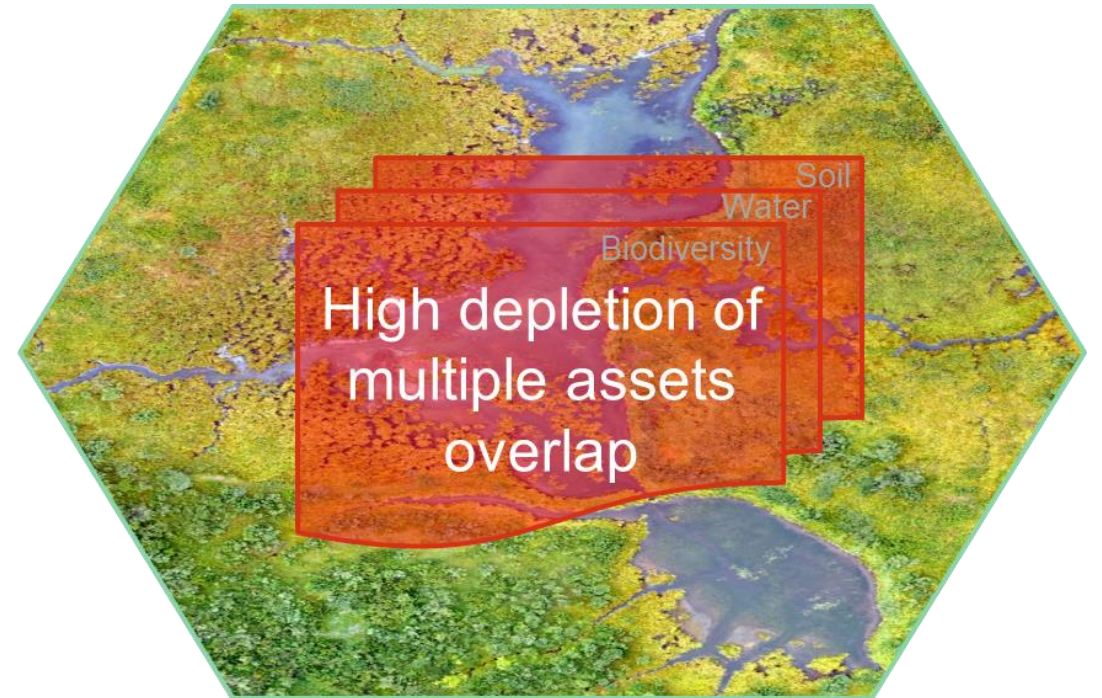 Soil
Water
Biodiversity
High depletion of
multiple assets
overlap